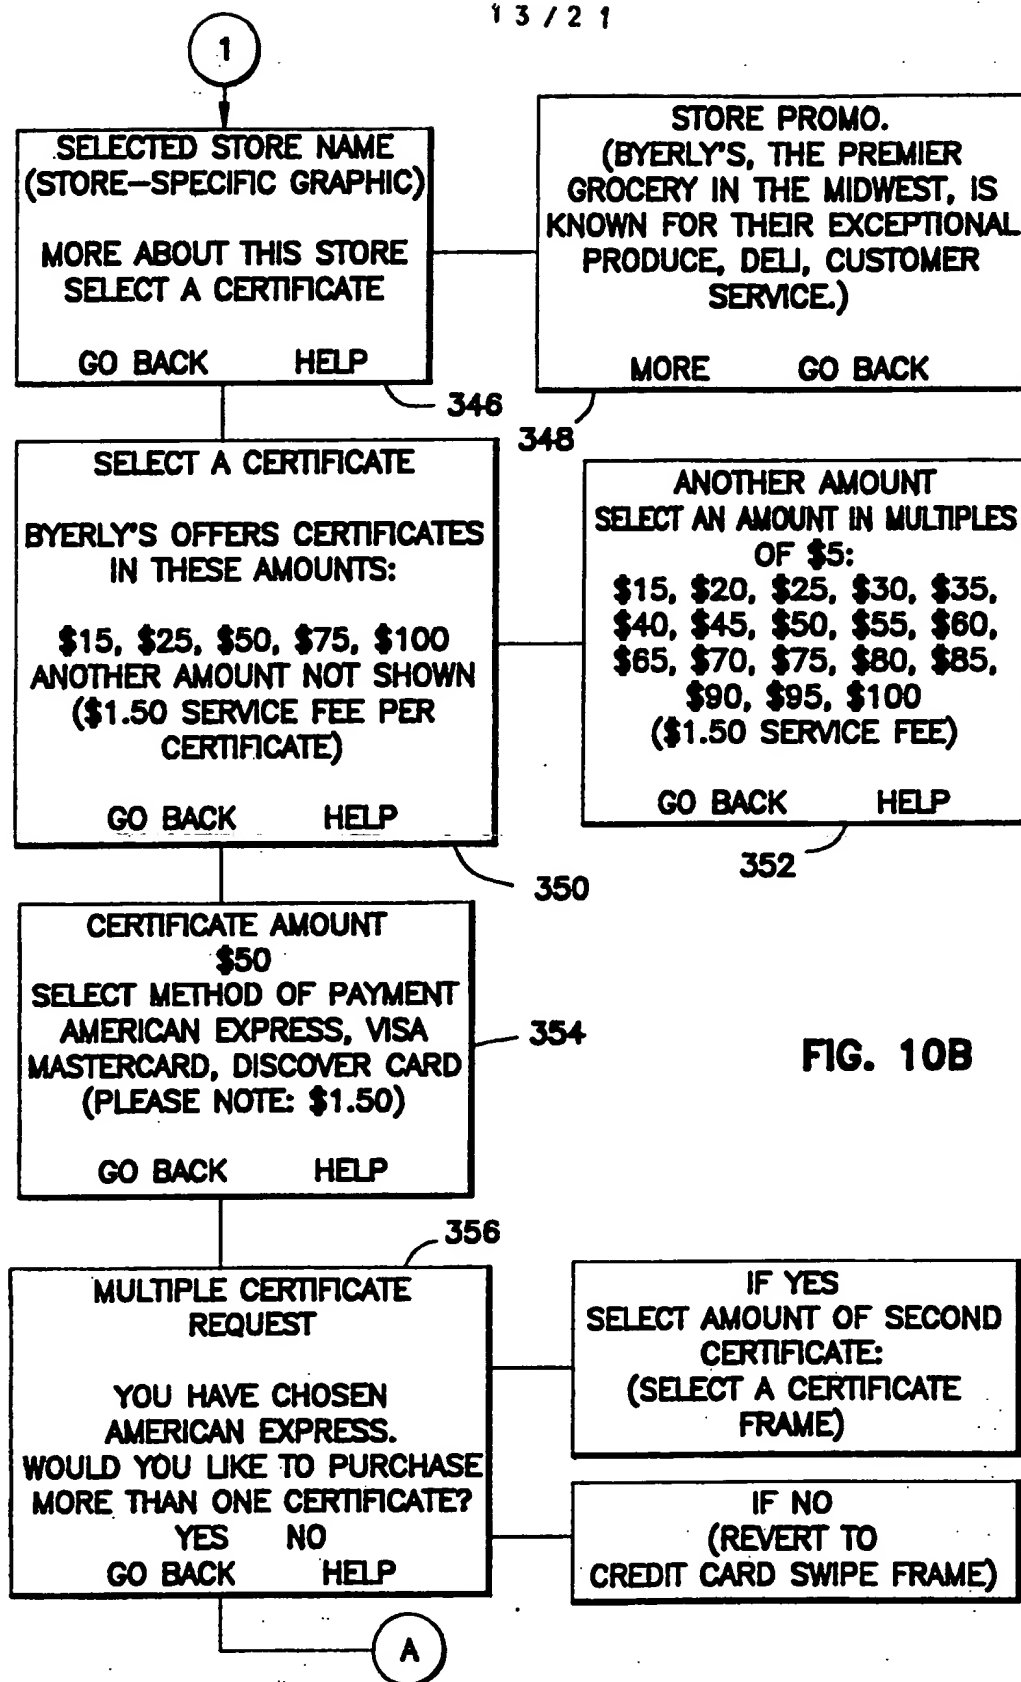 13/21
1
SELECTED STORE NAME
(STORE-SPECIFIC GRAPHIC)
MORE ABOUT THIS STORE
SELECT A CERTIFICATE
GO BACK HELP
346
STORE PROMO.
(BYERLY'S, THE PREMIER
GROCERY IN THE MIDWEST, IS
KNOWN FOR THEIR EXCEPTIONAL
PRODUCE, DELI, CUSTOMER
SERVICE.)
MORE GO BACK
348
SELECT A CERTIFICATE
BYERLY'S OFFERS CERTIFICATES
IN THESE AMOUNTS:
$15, $25, $50, $75, $100
ANOTHER AMOUNT NOT SHOWN
($1.50 SERVICE FEE PER
CERTIFICATE)
GO BACK HELP
350
ANOTHER AMOUNT
SELECT AN AMOUNT IN MULTIPLES
OF $5:
$15, $20, $25, $30, $35,
$40, $45, $50, $55, $60,
$65, $70, $75, $80, $85,
$90, $95, $100
($1.50 SERVICE FEE)
GO BACK HELP
352
CERTIFICATE AMOUNT
$50
SELECT METHOD OF PAYMENT
AMERICAN EXPRESS, VISA
MASTERCARD, DISCOVER CARD
(PLEASE NOTE: $1.50)
GO BACK HELP
354
FIG. 10B
356
MULTIPLE CERTIFICATE
REQUEST
YOU HAVE CHOSEN
AMERICAN EXPRESS.
WOULD YOU LIKE TO PURCHASE
MORE THAN ONE CERTIFICATE?
YES NO
GO BACK HELP
IF YES
SELECT AMOUNT OF SECOND
CERTIFICATE:
(SELECT A CERTIFICATE
FRAME)
IF NO
(REVERT TO
CREDIT CARD SWIPE FRAME)
A